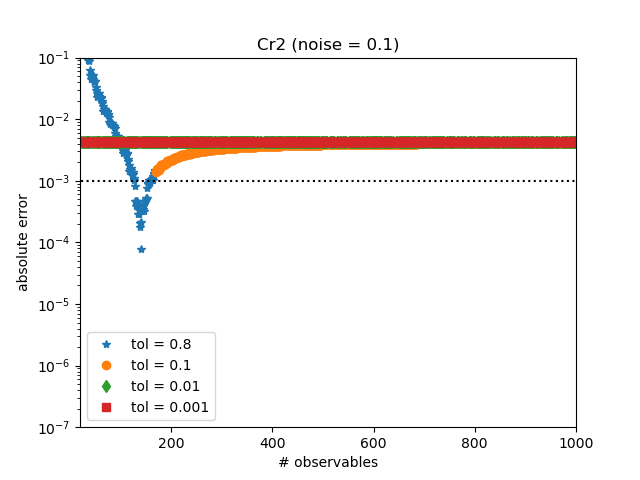 Cr2 (noise = 0.1)
absolute error
10⁻¹
10⁻²
10⁻³
10⁻⁴
10⁻⁵
10⁻⁶
10⁻⁷
tol = 0.8
tol = 0.1
tol = 0.01
tol = 0.001
200 400 600 800 1000
# observables